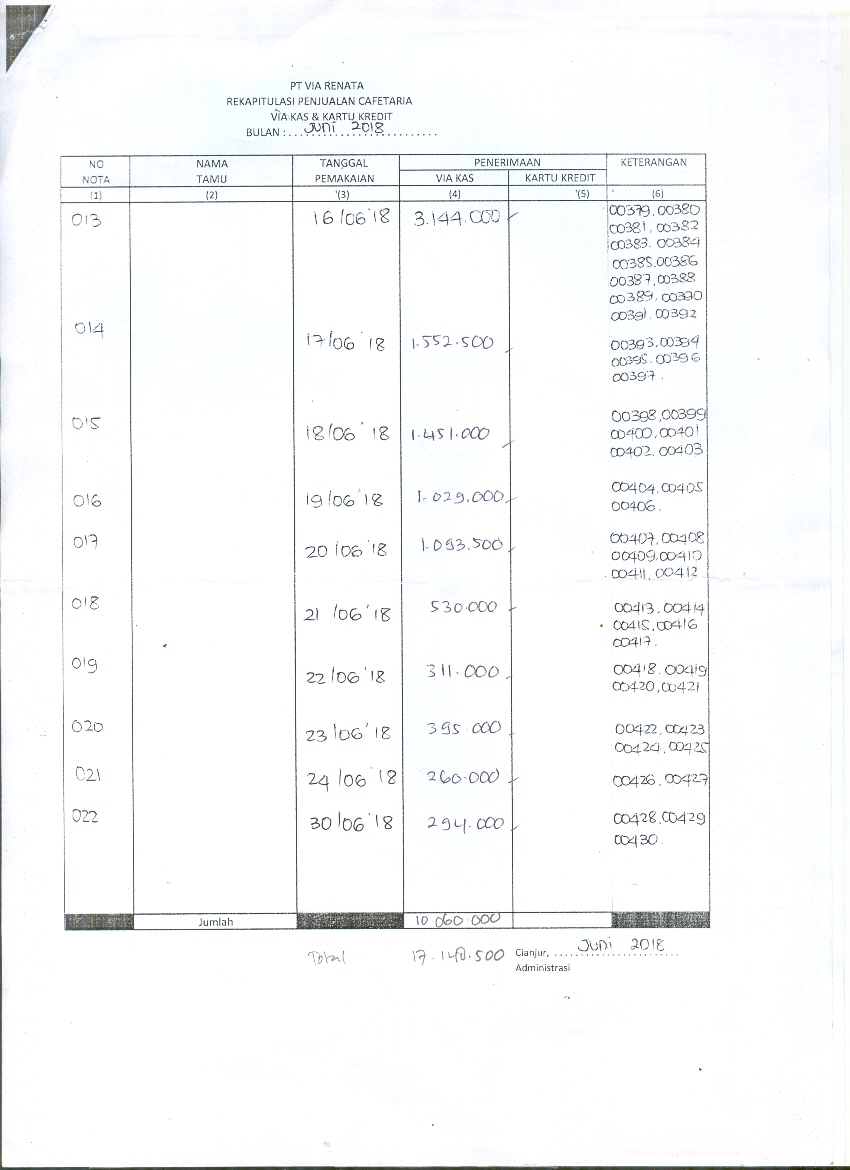 PT VIA RENATA
REKAPITULASI PENJUALAN CAFETARIA
VIA KAS & KARTU KREDIT
BULAN : Juni 2018
NO NOTA NAMA TAMU TANGGAL PEMAKAIAN PENERIMAAN KETERANGAN
VIA KAS KARTU KREDIT
(1) (2) '(3) (4) '(5) ' (6)
013 16/06'18 3.144.000 00379,00380
00381,00382
00383.00384
00385.00386
00387,00388
00389,00390
00391,00392
014 17/06'18 1.552.500 00393.00394
00395.00396
00397.
015 18/06'18 1.451.000 00398,00399
00400,00401
00402.00403
016 19/06'18 1.029.000 00404.00405
00406.
017 20/06'18 1.093.500 00407,00408
00409.00410
00411,00412
018 21/06'18 530.000 00413.00414
00415,00416
00417.
019 22/06'18 311.000 00418.00419
00420,00421
020 23/06'18 395.000 00422.00423
00424,00425
021 24/06'18 260.000 00426,00427
022 30/06'18 294.000 00428,00429
00430.
Jumlah 10.060.000
Total 17.140.500 Cianjur, Juni 2018
Administrasi